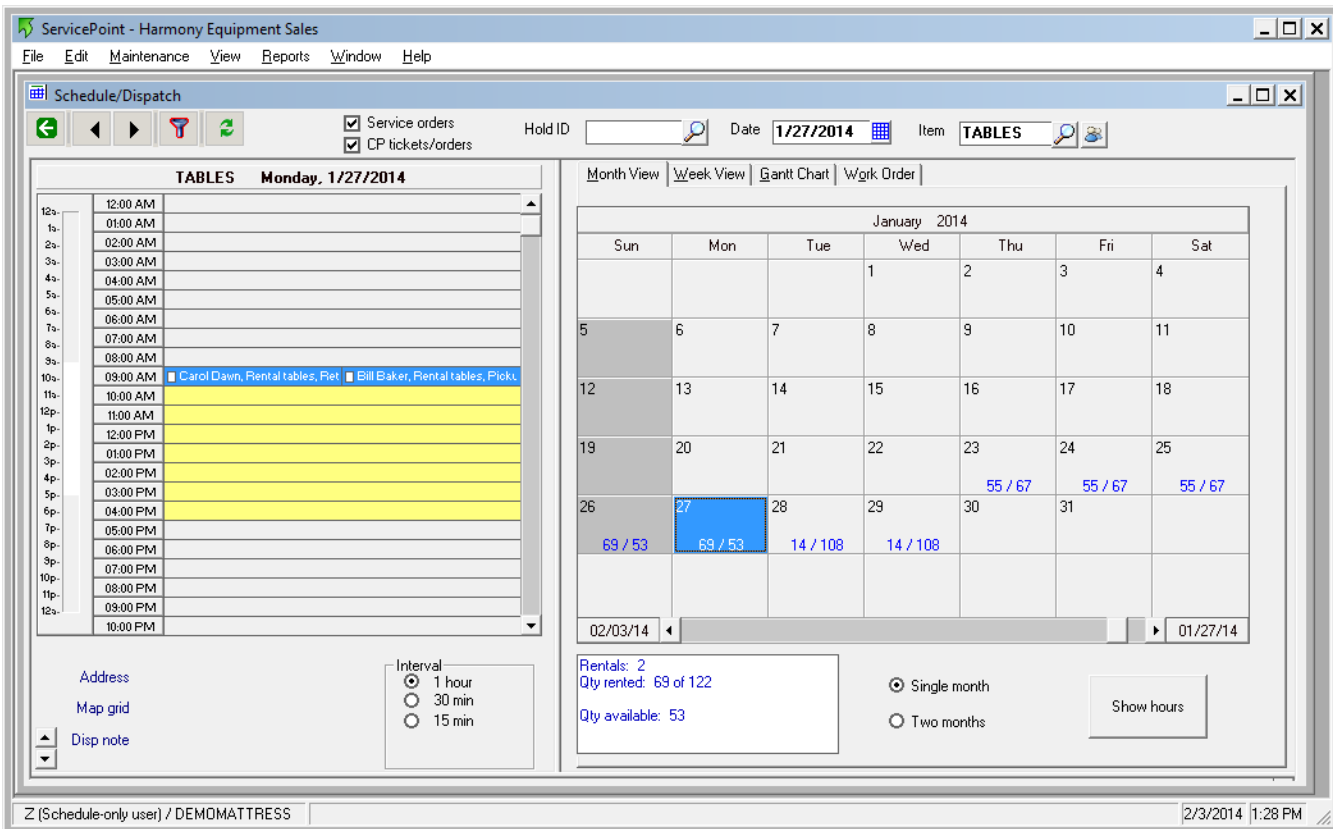 ServicePoint - Harmony Equipment Sales
File Edit Maintenance View Reports Window Help
Schedule/Dispatch
Service orders
CP tickets/orders
Hold ID Date 1/27/2014 Item TABLES
TABLES Monday, 1/27/2014
12a-
1a-
2a-
3a-
4a-
5a-
6a-
7a-
8a-
9a-
10a-
11a-
12p-
1p-
2p-
3p-
4p-
5p-
6p-
7p-
8p-
9p-
10p-
11p-
12a-
12:00 AM
01:00 AM
02:00 AM
03:00 AM
04:00 AM
05:00 AM
06:00 AM
07:00 AM
08:00 AM
09:00 AM Carol Dawn, Rental tables, Ret Bill Baker, Rental tables, Picku
10:00 AM
11:00 AM
12:00 PM
01:00 PM
02:00 PM
03:00 PM
04:00 PM
05:00 PM
06:00 PM
07:00 PM
08:00 PM
09:00 PM
10:00 PM
Address
Map grid
Disp note
Interval
1 hour
30 min
15 min
Month View Week View Gantt Chart Work Order
January 2014
Sun Mon Tue Wed Thu Fri Sat
1 2 3 4
5 6 7 8 9 10 11
12 13 14 15 16 17 18
19 20 21 22 23 24 25
55 / 67 55 / 67 55 / 67
26 27 28 29 30 31
69 / 53 69 / 53 14 / 108 14 / 108
02/03/14 01/27/14
Rentals: 2
Qty rented: 69 of 122
Qty available: 53
Single month
Two months
Show hours
Z (Schedule-only user) / DEMOMATTRESS 2/3/2014 1:28 PM